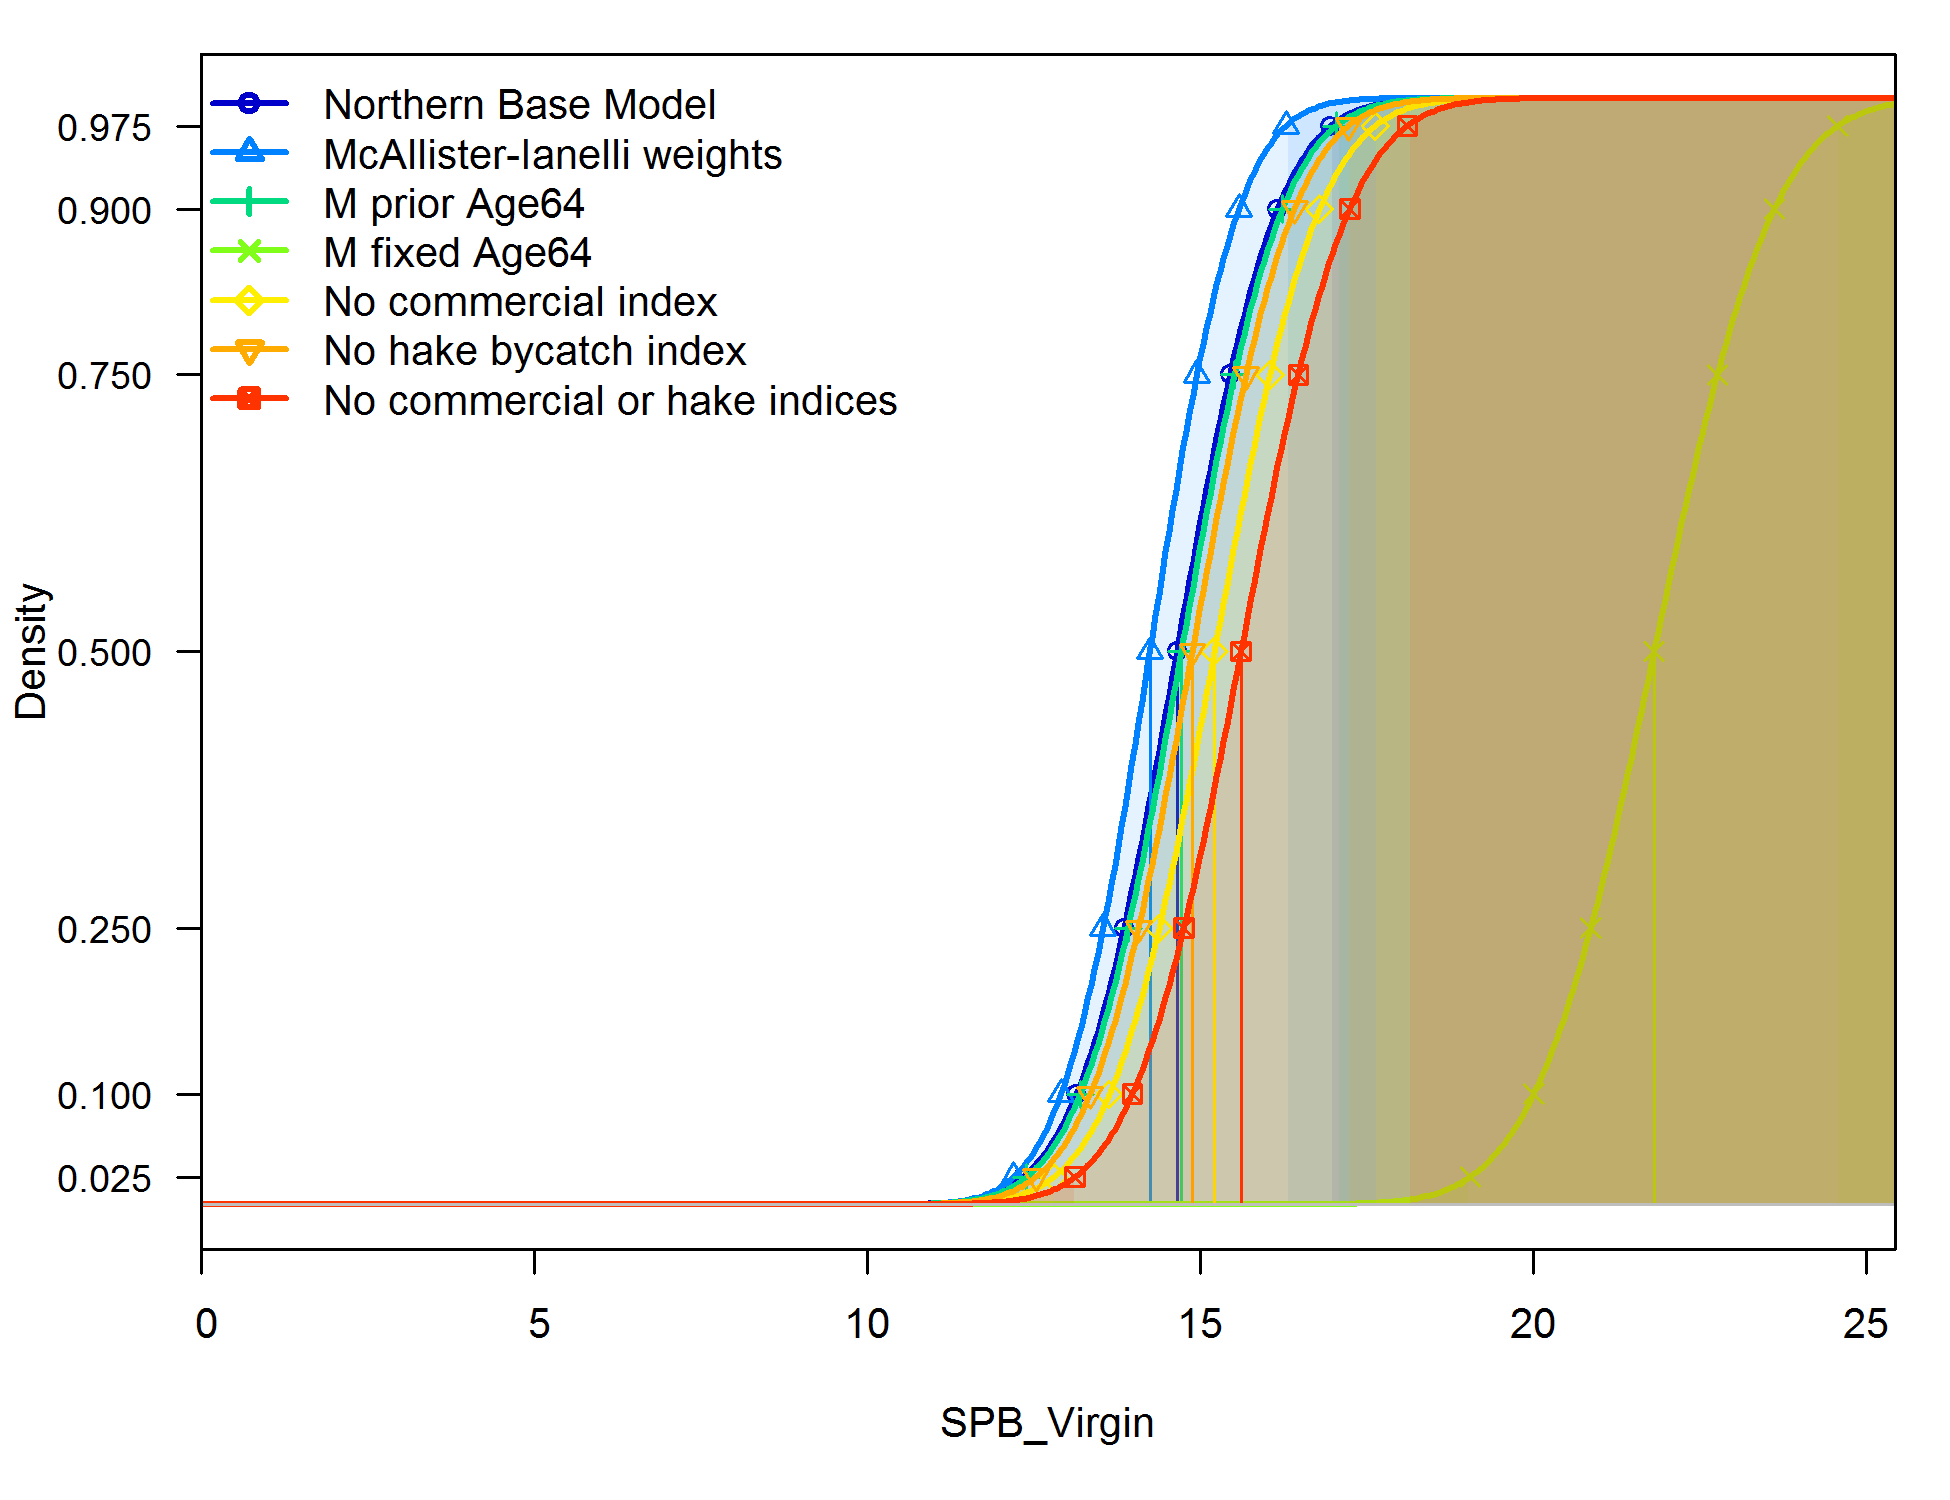 Northern Base Model
McAllister-Ianelli weights
M prior Age64
M fixed Age64
No commercial index
No hake bycatch index
No commercial or hake indices
Density
0.975
0.900
0.750
0.500
0.250
0.100
0.025
0 5 10 15 20 25
SPB_Virgin